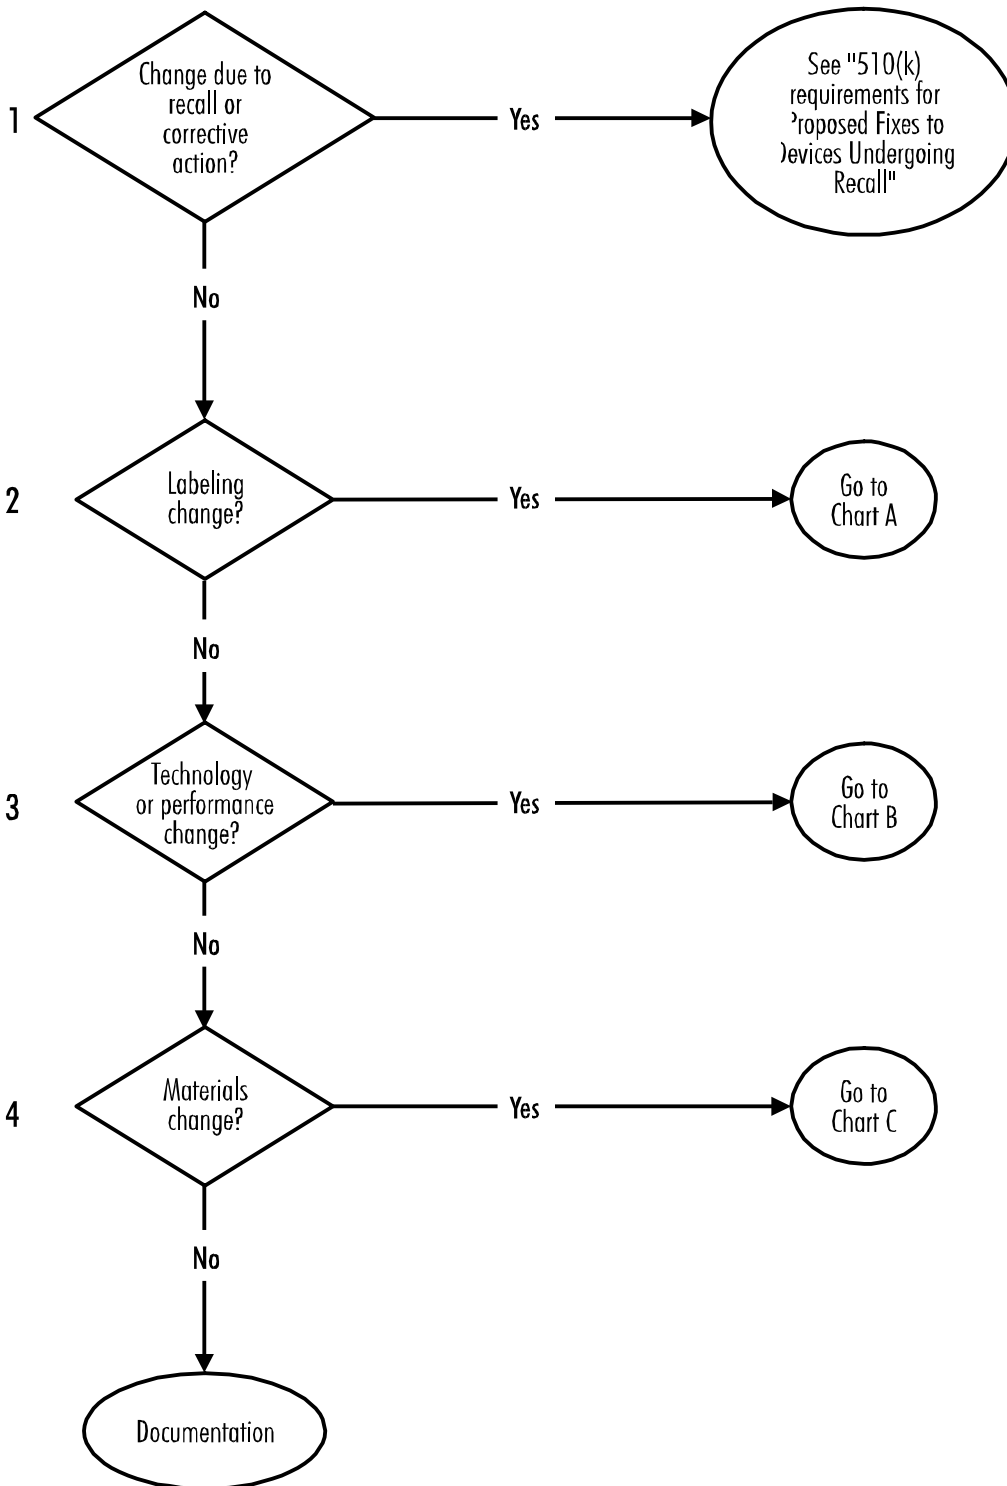 1
Change due to
recall or
corrective
action?
Yes
See "510(k)
requirements for
Proposed Fixes to
Devices Undergoing
Recall"
No
2
Labeling
change?
Yes
Go to
Chart A
No
3
Technology
or performance
change?
Yes
Go to
Chart B
No
4
Materials
change?
Yes
Go to
Chart C
No
Documentation